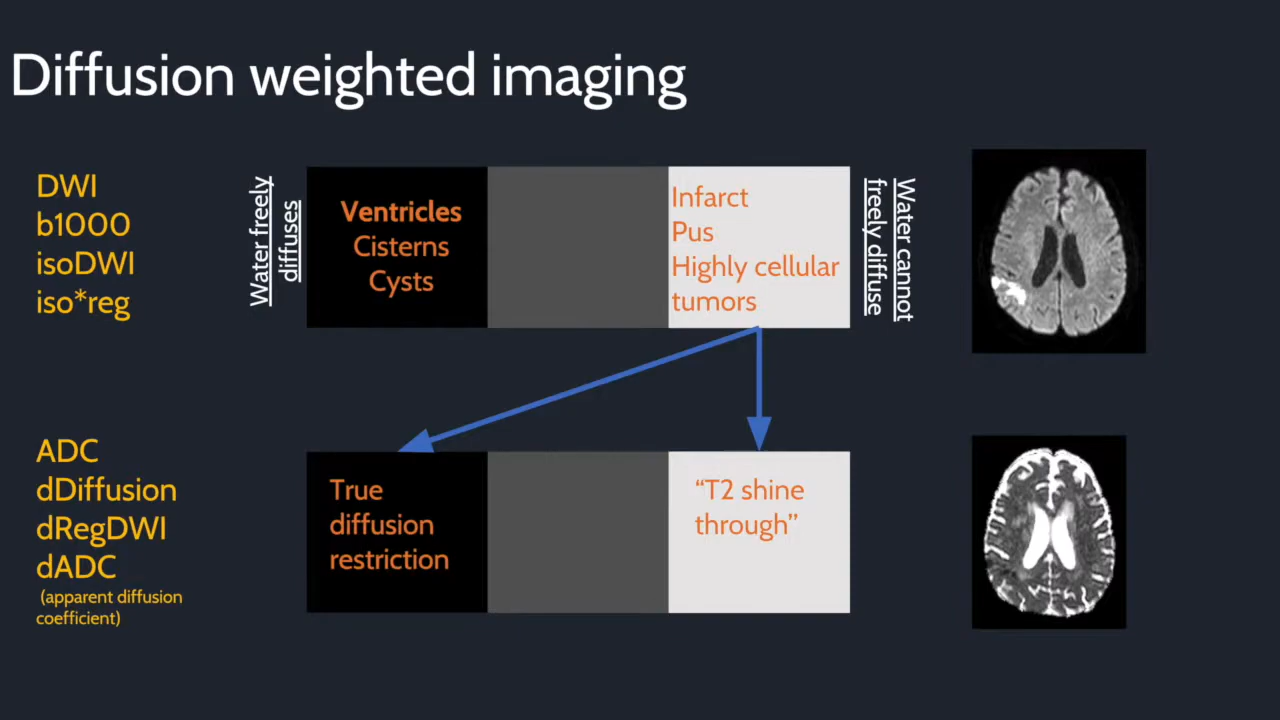 Diffusion weighted imaging
DWI
b1000
isoDWI
iso*reg
Water freely
diffuses
Ventricles
Cisterns
Cysts
Infarct
Pus
Highly cellular
tumors
Water cannot
freely diffuse
ADC
dDiffusion
dRegDWI
dADC
(apparent diffusion
coefficient)
True
diffusion
restriction
“T2 shine
through”